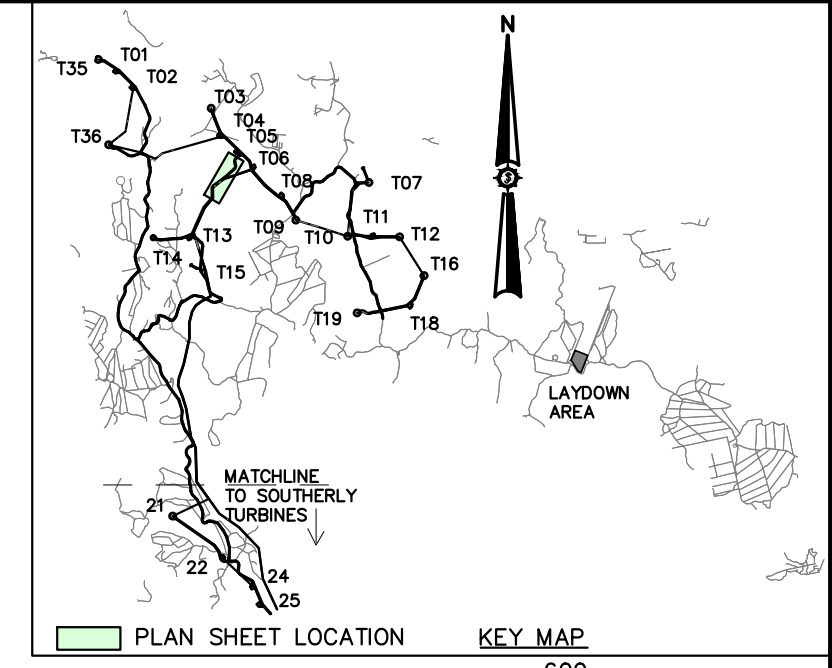 N
T01
T35
T02
T03
T04
T36
T05
T06
T08
T07
T09
T11
T10
T12
T13
T14
T15
T16
T19
T18
LAYDOWN
AREA
MATCHLINE
TO SOUTHERLY
TURBINES
21
22
24
25
PLAN SHEET LOCATION
KEY MAP